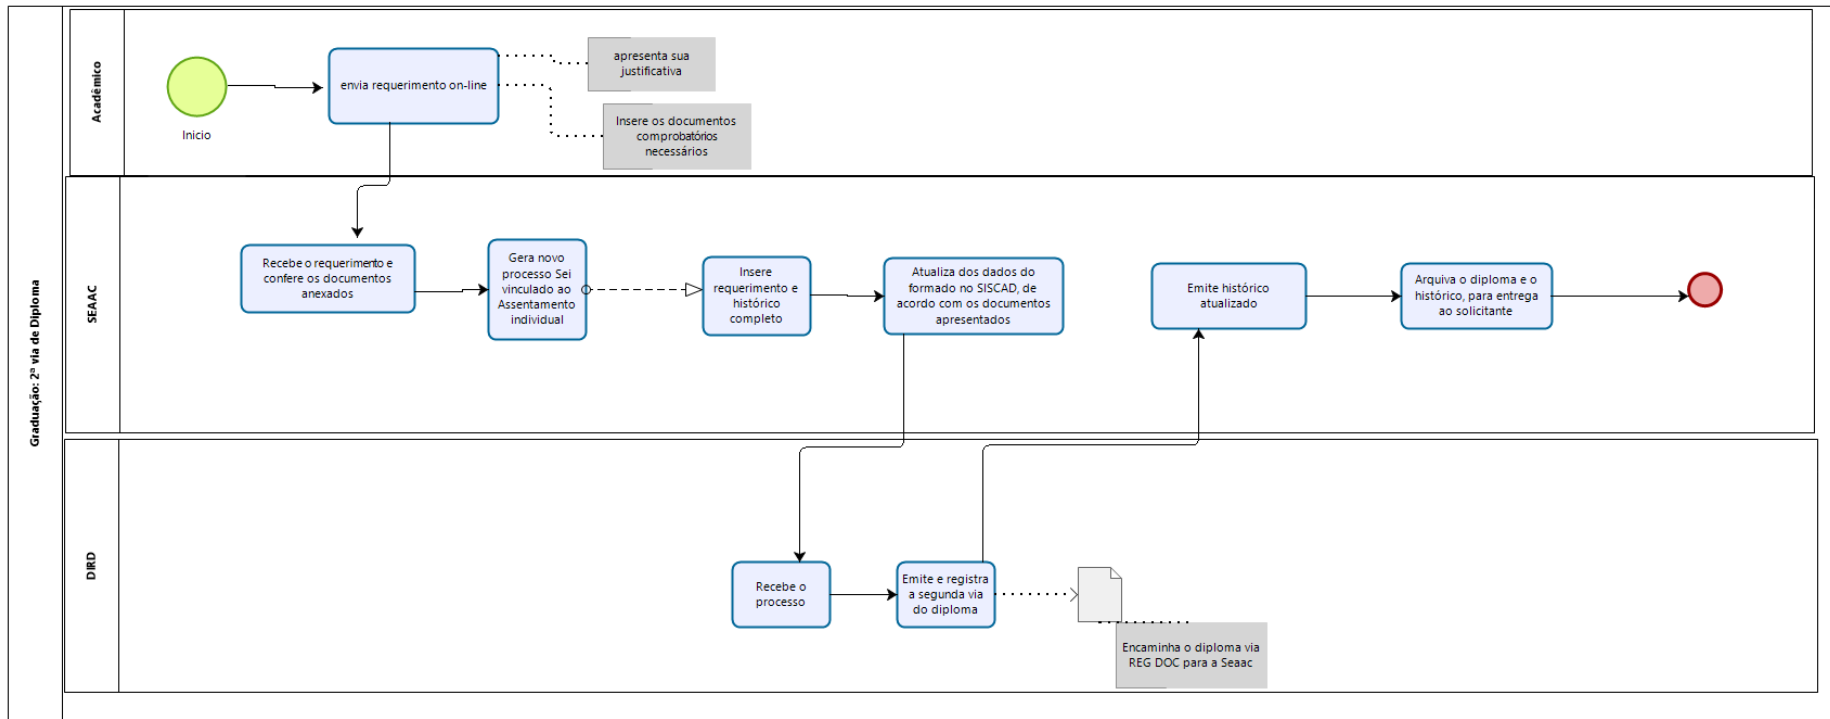 Graduação: 2ª via de Diploma
Acadêmico
Inicio
envia requerimento on-line
apresenta sua
justificativa
Insere os documentos
comprobatórios
necessários
SEAAC
Recebe o requerimento e
confere os documentos
anexados
Gera novo
processo Sei
vinculado ao
Assentamento
individual
Insere
requerimento e
histórico
completo
Atualiza dos dados do
formado no SISCAD, de
acordo com os documentos
apresentados
Emite histórico
atualizado
Arquiva o diploma e o
histórico, para entrega
ao solicitante
DIRD
Recebe o
processo
Emite e registra
a segunda via
do diploma
Encaminha o diploma via
REG DOC para a Seaac